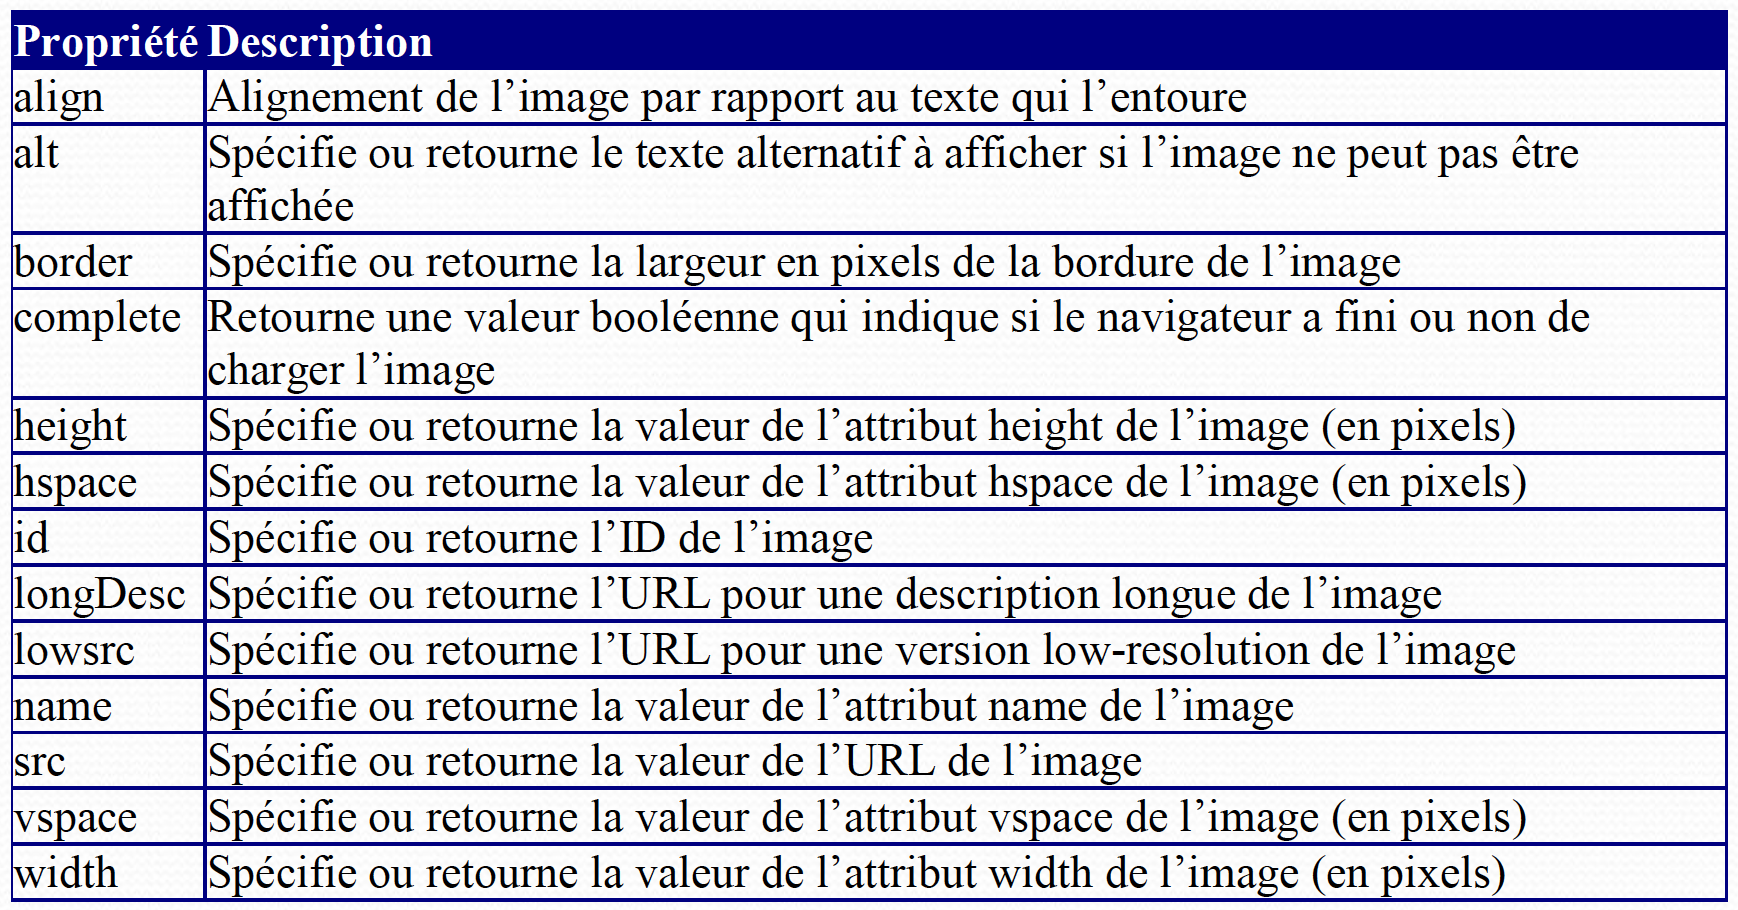 Propriété Description
align Alignement de l’image par rapport au texte qui l’entoure
alt Spécifie ou retourne le texte alternatif à afficher si l’image ne peut pas être
affichée
border Spécifie ou retourne la largeur en pixels de la bordure de l’image
complete Retourne une valeur booléenne qui indique si le navigateur a fini ou non de
charger l’image
height Spécifie ou retourne la valeur de l’attribut height de l’image (en pixels)
hspace Spécifie ou retourne la valeur de l’attribut hspace de l’image (en pixels)
id Spécifie ou retourne l’ID de l’image
longDesc Spécifie ou retourne l’URL pour une description longue de l’image
lowsrc Spécifie ou retourne l’URL pour une version low-resolution de l’image
name Spécifie ou retourne la valeur de l’attribut name de l’image
src Spécifie ou retourne la valeur de l’URL de l’image
vspace Spécifie ou retourne la valeur de l’attribut vspace de l’image (en pixels)
width Spécifie ou retourne la valeur de l’attribut width de l’image (en pixels)